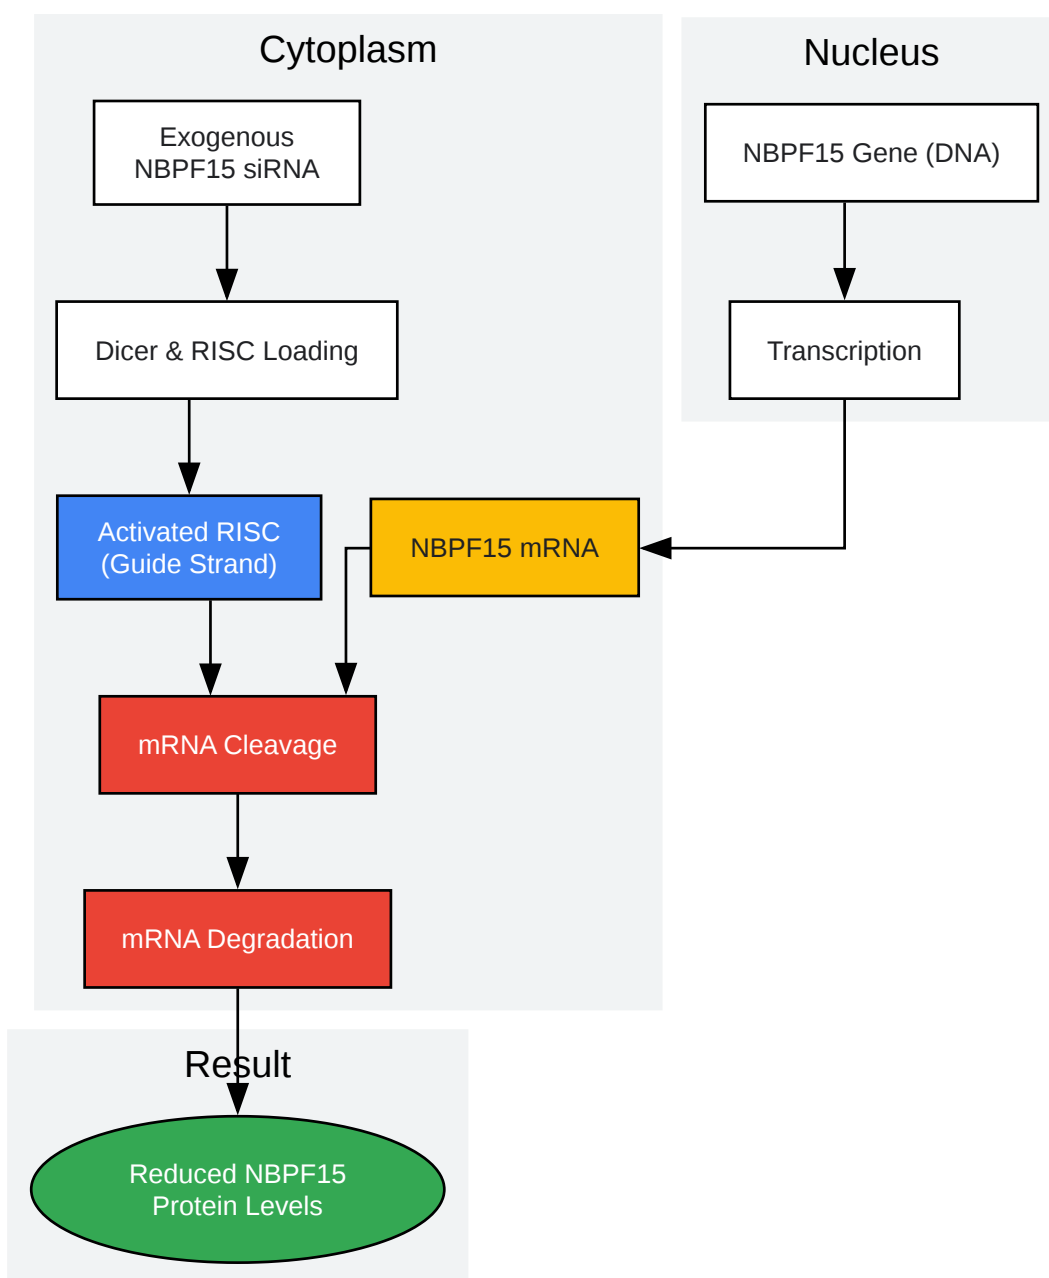 Cytoplasm
Exogenous
NBPF15 siRNA
Dicer & RISC Loading
Activated RISC
(Guide Strand)
NBPF15 mRNA
mRNA Cleavage
mRNA Degradation
Nucleus
NBPF15 Gene (DNA)
Transcription
Result
Reduced NBPF15
Protein Levels